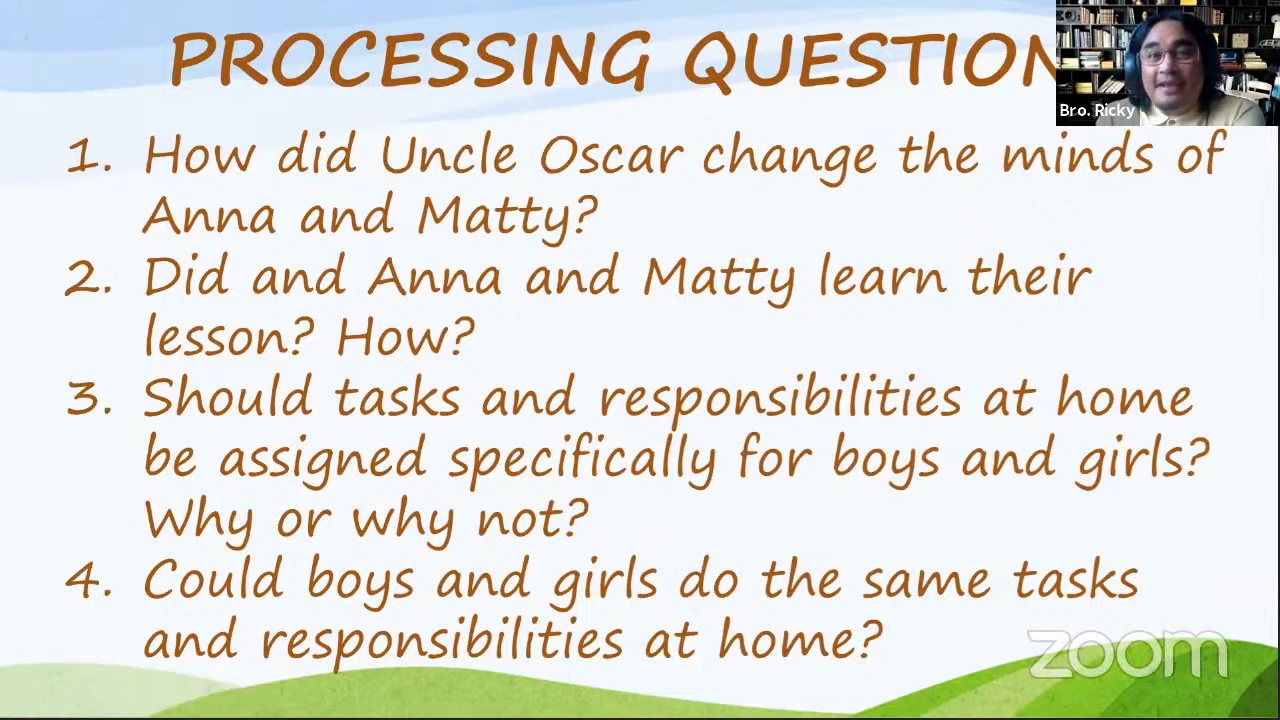 PROCESSING QUESTION
Bro. Ricky
1. How did Uncle Oscar change the minds of
Anna and Matty?
2. Did and Anna and Matty learn their
lesson? How?
3. Should tasks and responsibilities at home
be assigned specifically for boys and girls?
Why or why not?
4. Could boys and girls do the same tasks
and responsibilities at home?
zoom